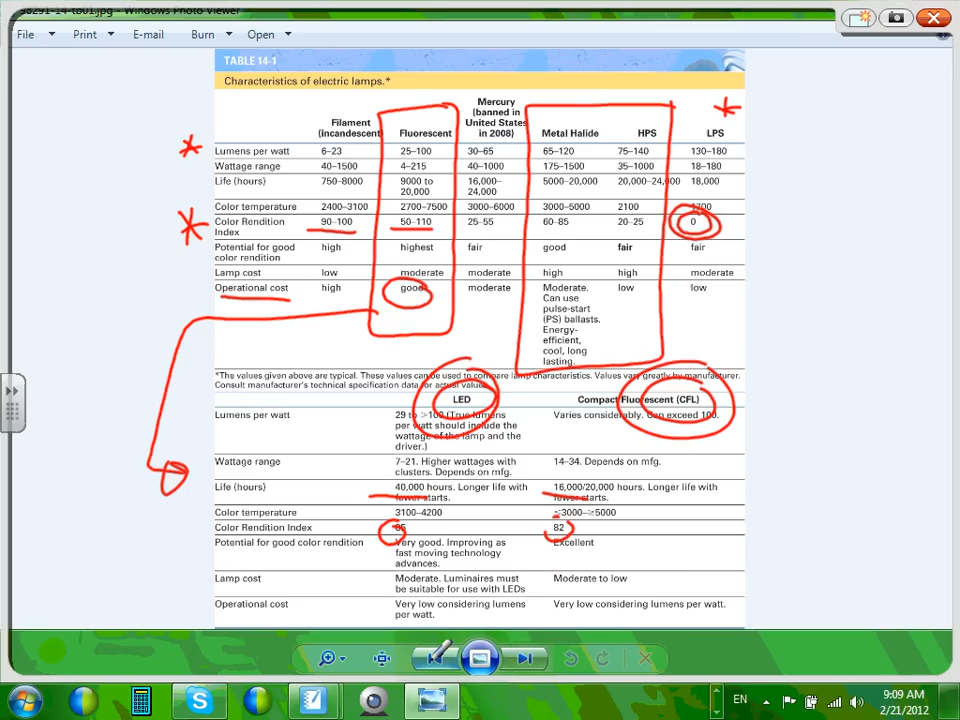 98291-14-tb01.jpg - Windows Photo Viewer
File Print E-mail Burn Open
TABLE 14-1
Characteristics of electric lamps.*
Filament (incandescent) Fluorescent Mercury (banned in United States in 2008) Metal Halide HPS LPS
Lumens per watt 6–23 25–100 30–65 65–120 75–140 130–180
Wattage range 40–1500 4–215 40–1000 175–1500 35–1000 18–180
Life (hours) 750–8000 9000 to 20,000 16,000–24,000 5000–20,000 20,000–24,000 18,000
Color temperature 2400–3100 2700–7500 3000–6000 3000–5000 2100 1700
Color Rendition Index 90–100 50–110 25–55 60–85 20–25 0
Potential for good color rendition high highest fair good fair fair
Lamp cost low moderate moderate high high moderate
Operational cost high good moderate Moderate. Can use pulse-start (PS) ballasts. Energy-efficient, cool, long lasting. low low
*The values given above are typical. These values can be used to compare lamp characteristics. Values vary greatly by manufacturer.
Consult manufacturer's technical specification data for actual values.
LED Compact Fluorescent (CFL)
Lumens per watt 29 to >100 (True lumens per watt should include the wattage of the lamp and the driver.) Varies considerably. Can exceed 100.
Wattage range 7–21. Higher wattages with clusters. Depends on mfg. 14–34. Depends on mfg.
Life (hours) 40,000 hours. Longer life with fewer starts. 16,000/20,000 hours. Longer life with fewer starts.
Color temperature 3100–4200 ≤3000–≥5000
Color Rendition Index 85 82
Potential for good color rendition Very good. Improving as fast moving technology advances. Excellent
Lamp cost Moderate. Luminaires must be suitable for use with LEDs Moderate to low
Operational cost Very low considering lumens per watt. Very low considering lumens per watt.
EN
9:09 AM
2/21/2012